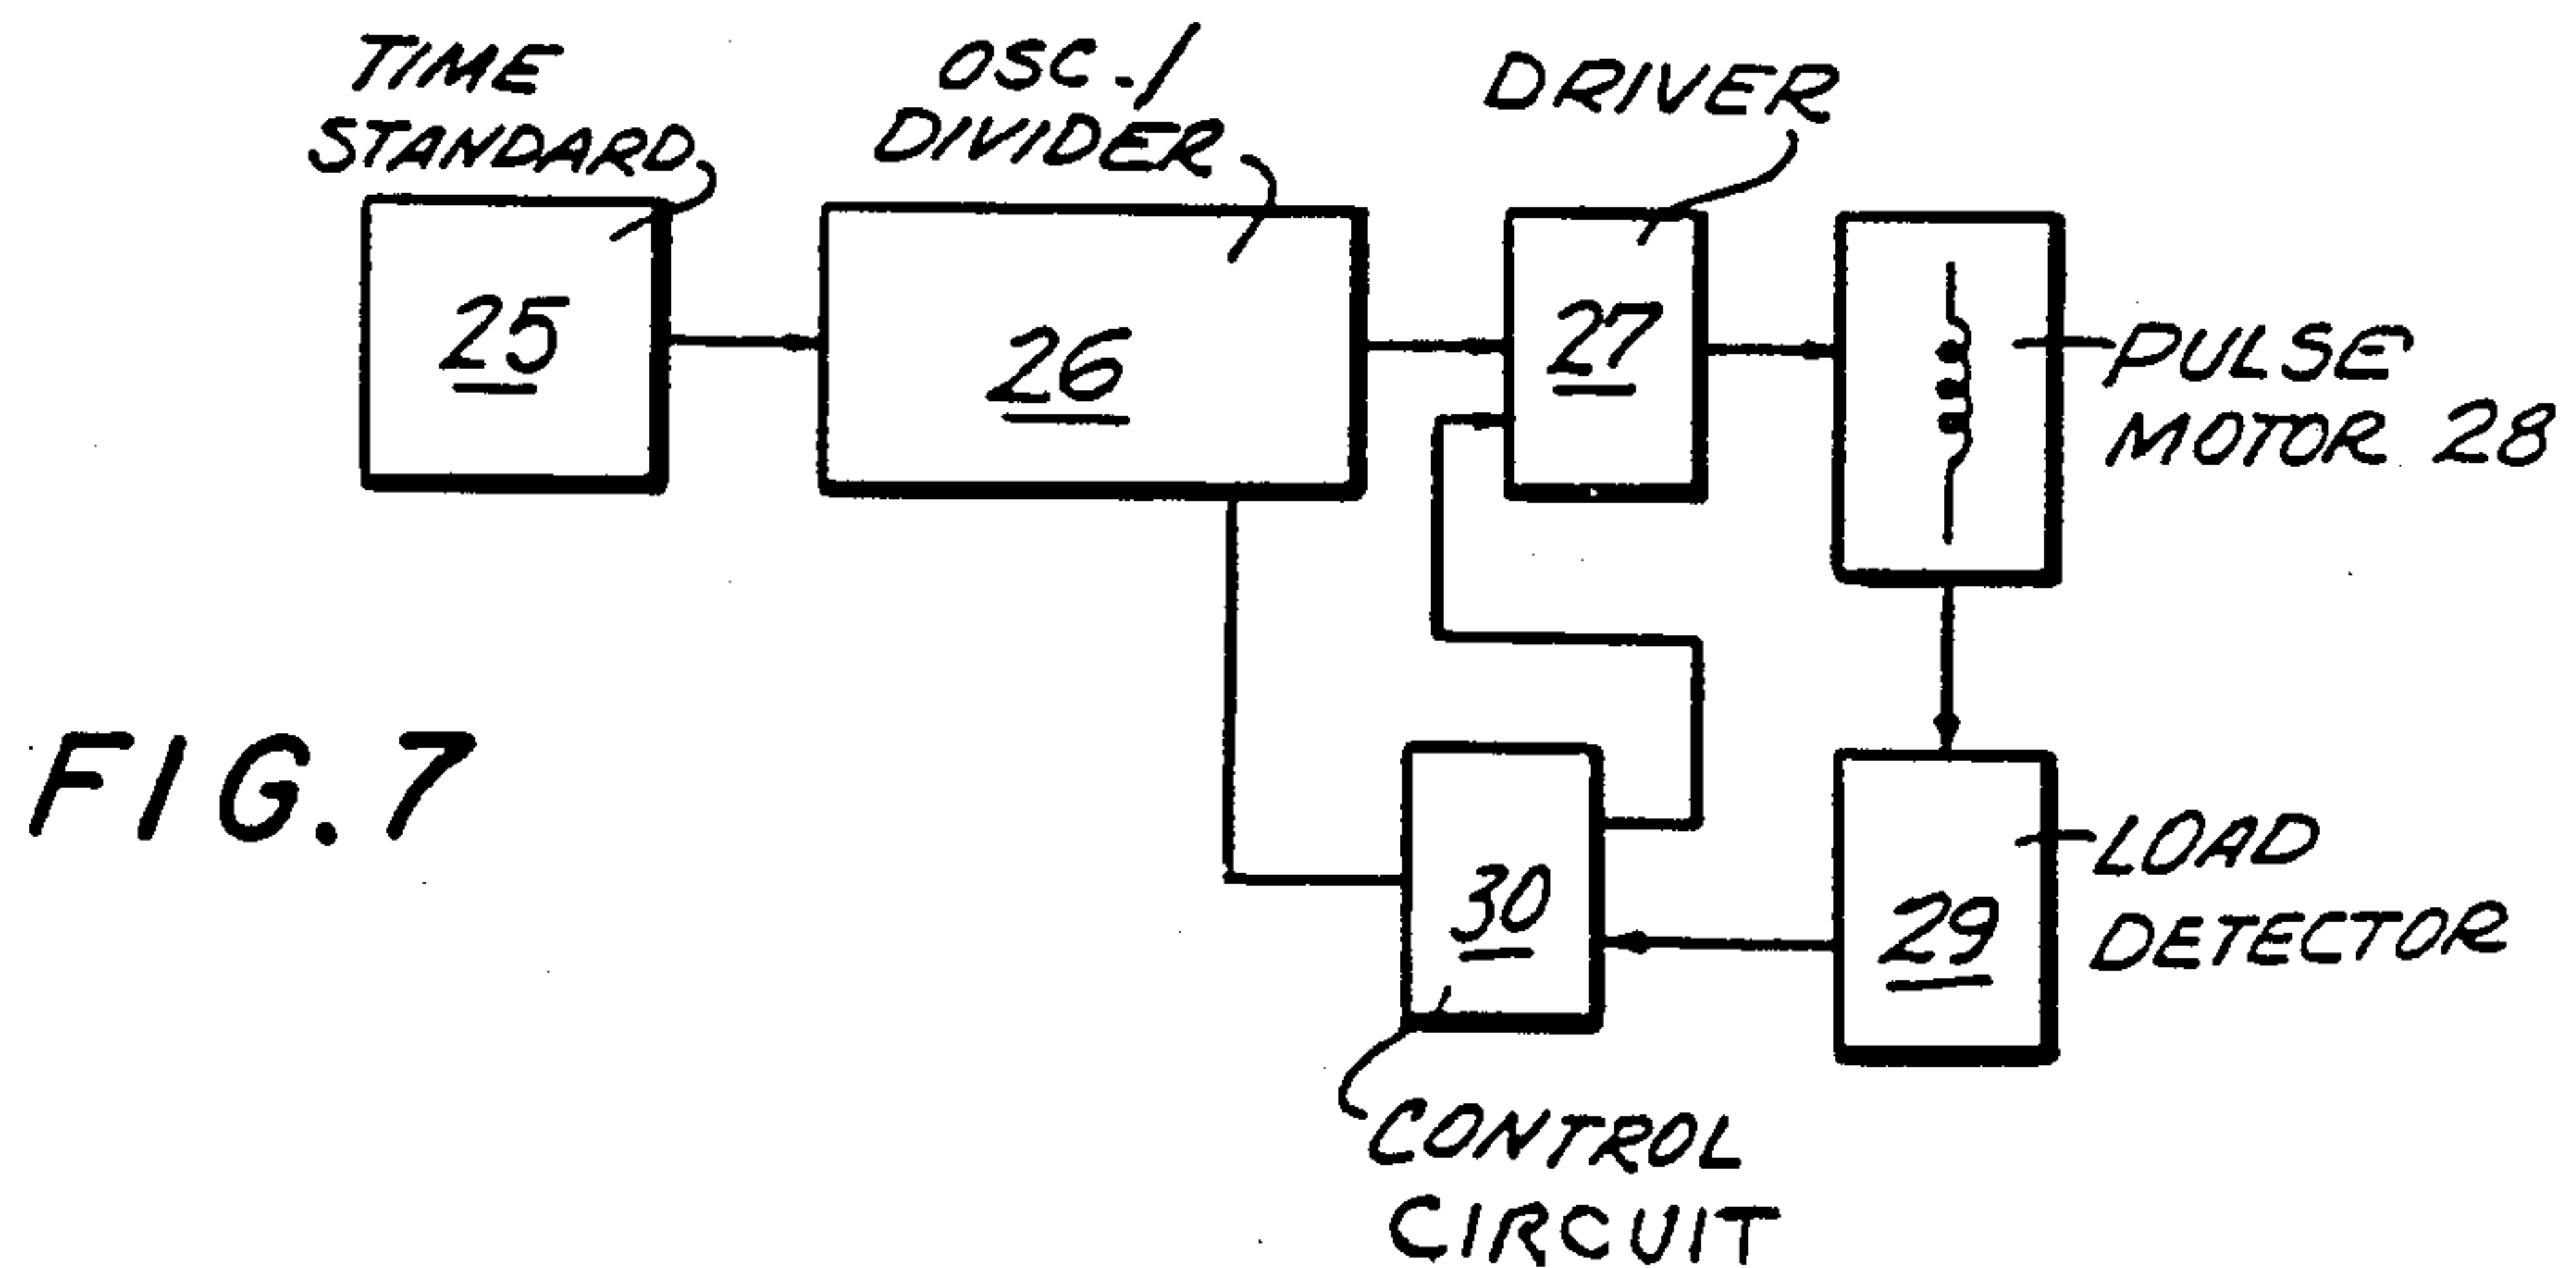 TIME
STANDARD
OSC./
DIVIDER
DRIVER
25
26
27
PULSE
MOTOR 28
FIG. 7
30
29
LOAD
DETECTOR
CONTROL
CIRCUIT